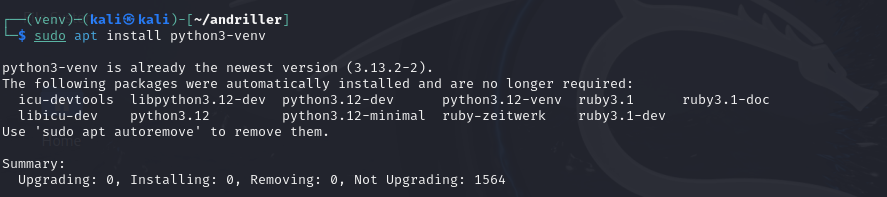 ┌──(venv)─(kali㉿kali)-[~/andriller]
└─$ sudo apt install python3-venv
python3-venv is already the newest version (3.13.2-2).
The following packages were automatically installed and are no longer required:
  icu-devtools  libpython3.12-dev  python3.12-dev      python3.12-venv  ruby3.1      ruby3.1-doc
  libicu-dev    python3.12         python3.12-minimal  ruby-zeitwerk    ruby3.1-dev
Use 'sudo apt autoremove' to remove them.
Home
Summary:
  Upgrading: 0, Installing: 0, Removing: 0, Not Upgrading: 1564